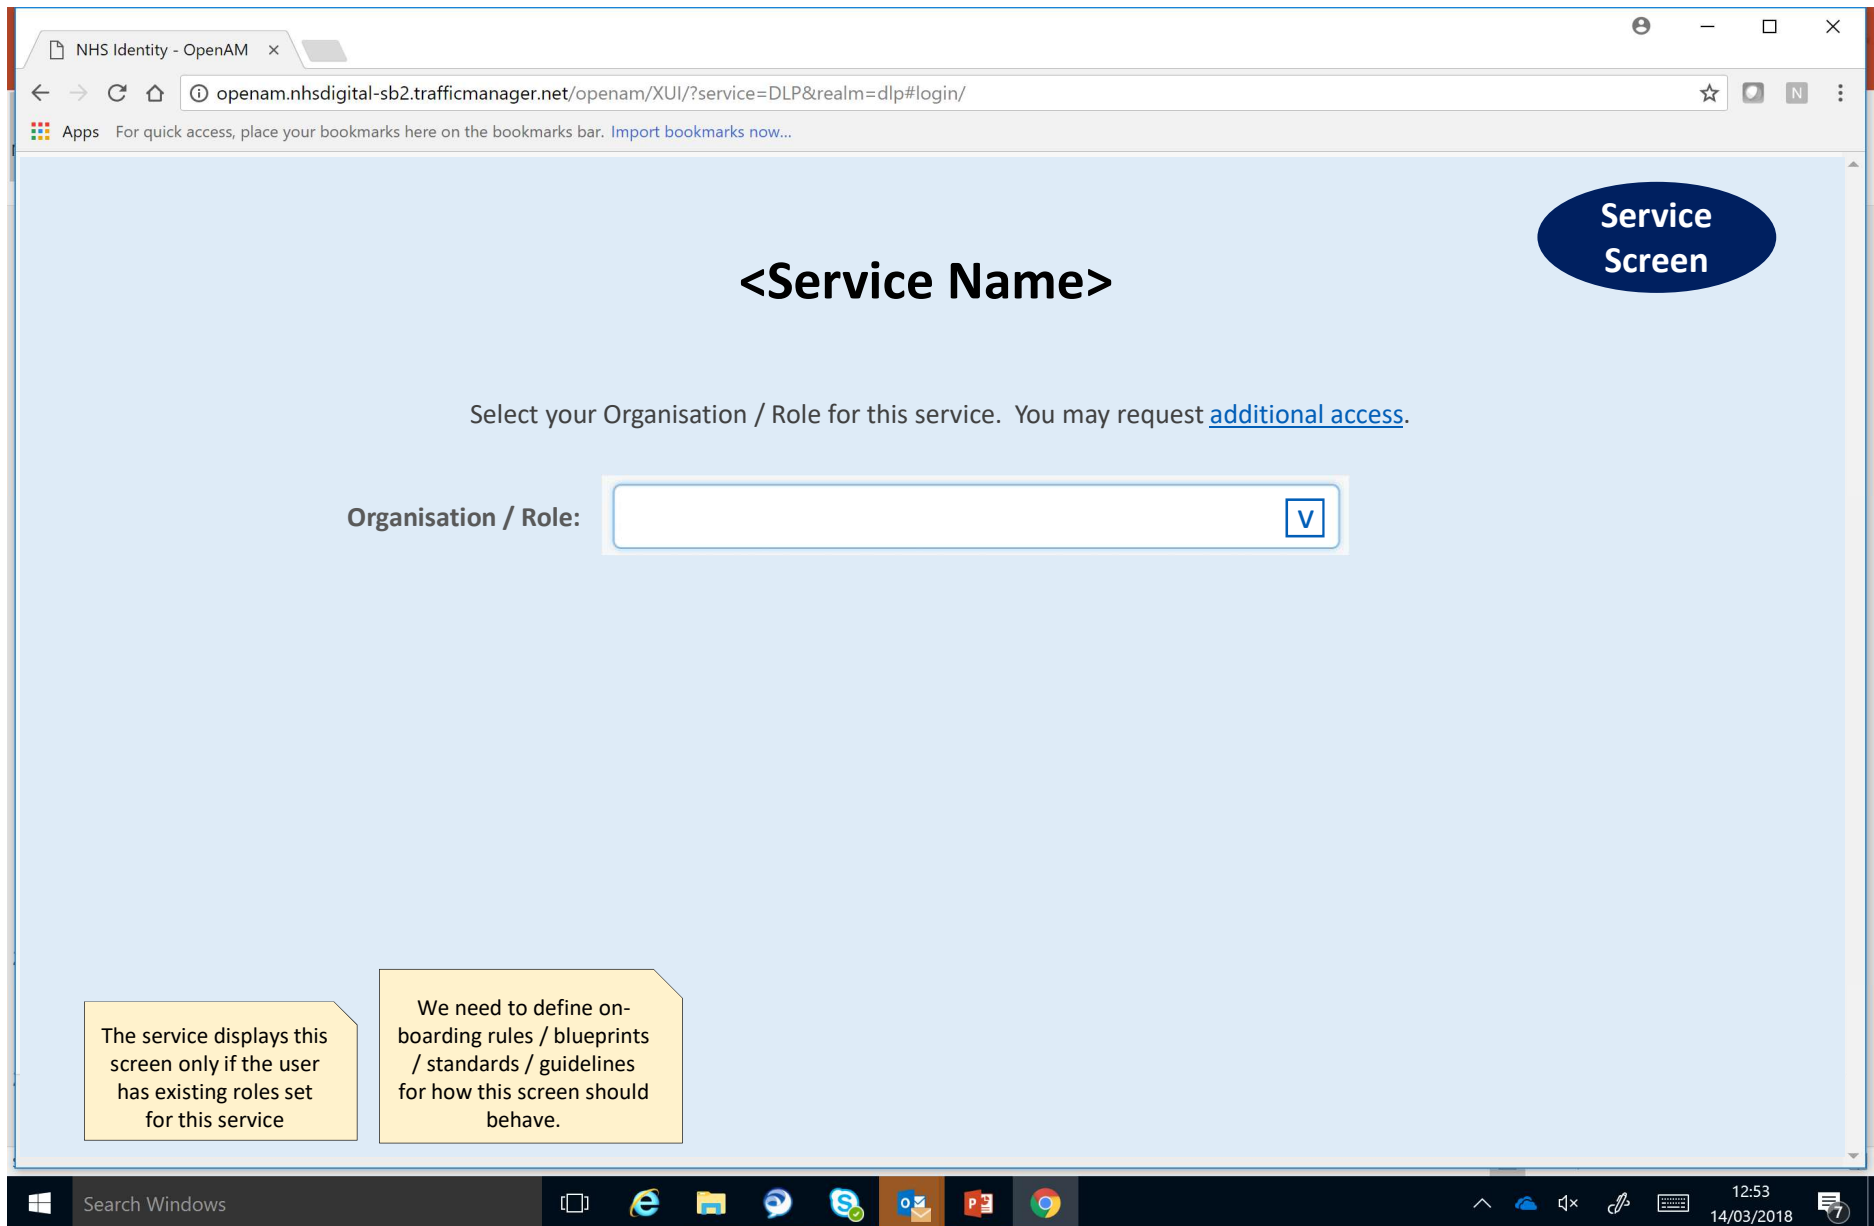 NHS Identity - OpenAM
openam.nhsdigital-sb2.trafficmanager.net/openam/XUI/?service=DLP&realm=dlp#login/
N
Apps For quick access, place your bookmarks here on the bookmarks bar. Import bookmarks now...
Service
Screen
<Service Name>
Select your Organisation / Role for this service. You may request additional access.
Organisation / Role:
V
The service displays this
screen only if the user
has existing roles set
for this service
We need to define on-
boarding rules / blueprints
/ standards / guidelines
for how this screen should
behave.
Search Windows
12:53
14/03/2018
7